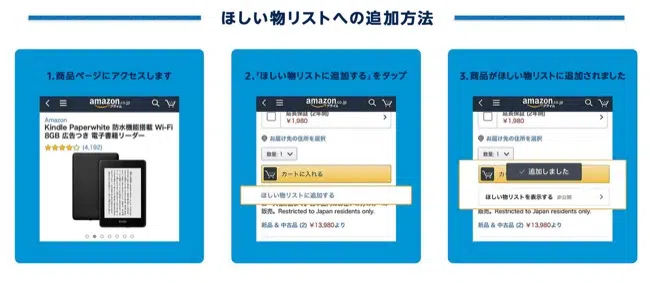 ほしい物リストへの追加方法
1.商品ページにアクセスします
amazon.co.jp
Amazon
Kindle Paperwhite 防水機能搭載 Wi-Fi
8GB 広告つき 電子書籍リーダー
(4,192)
2.「ほしい物リストに追加する」をタップ
amazon.co.jp
延長保証 (2年間)
￥1,980
お届け先の住所を選択
数量: 1
カートに入れる
ほしい物リストに追加する
販売。Restricted to Japan residents only.
新品 & 中古品 (2) ￥13,980より
3.商品がほしい物リストに追加されました
amazon.co.jp
延長保証 (2年間)
￥1,980
お届け先の住所を選択
数量: 1
カ
追加しました
ほしい物リストを表示する 非公開
販売。Restricted to Japan residents only.
新品 & 中古品 (2) ￥13,980より